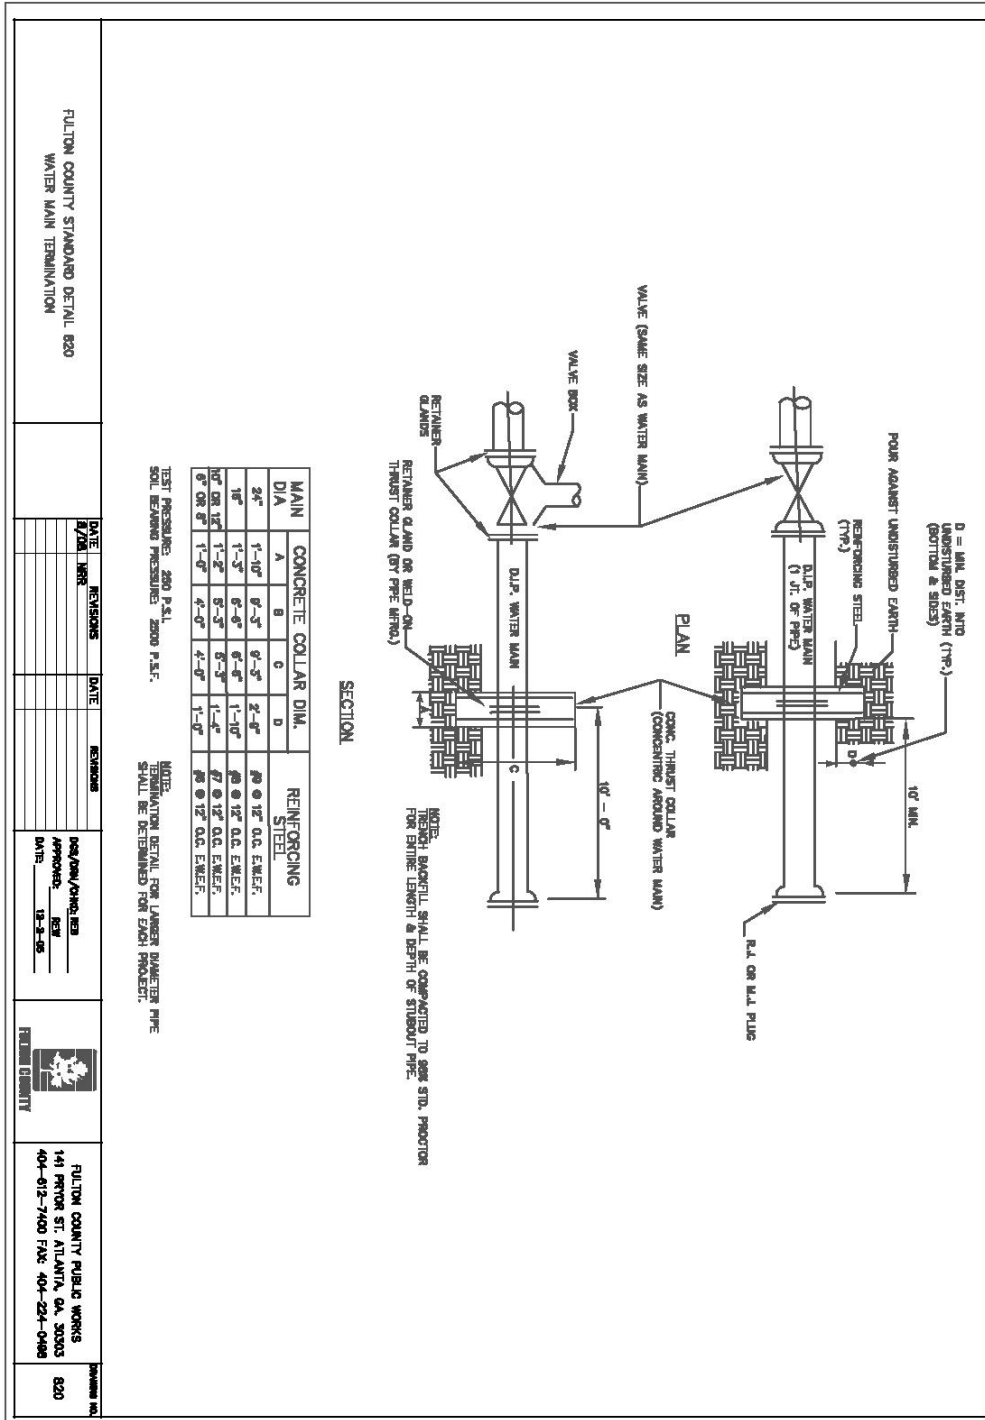 D = MIN. DIST. INTO
UNDISTURBED EARTH (TYP.)
(BOTTOM & SIDES)
POUR AGAINST UNDISTURBED EARTH
REINFORCING STEEL
(TYP.)
D.I.P. WATER MAIN
(1 JT. OF PIPE)
D
10' MIN.
R.J. OR M.J. PLUG
PLAN
VALVE (SAME SIZE AS WATER MAIN)
CONC. THRUST COLLAR
(CONCENTRIC AROUND WATER MAIN)
VALVE BOX
D.I.P. WATER MAIN
10' - 0"
C
A
RETAINER
GLANDS
RETAINER GLAND OR WELD-ON
THRUST COLLAR (BY PIPE MFRG.)
NOTE:
TRENCH BACKFILL SHALL BE COMPACTED TO STD. PROCTOR
FOR ENTIRE LENGTH & DEPTH OF STUBOUT PIPE.
SECTION
MAIN DIA CONCRETE COLLAR DIM. REINFORCING STEEL
A B C D
24" 1'-10" 9'-3" 9'-3" 2'-9" #9 @ 12" O.C. E.W.E.F.
16" 1'-3" 6'-6" 6'-6" 1'-10" #8 @ 12" O.C. E.W.E.F.
10" OR 12" 1'-2" 5'-3" 5'-3" 1'-4" #7 @ 12" O.C. E.W.E.F.
6" OR 8" 1'-0" 4'-0" 4'-0" 1'-0" #6 @ 12" O.C. E.W.E.F.
TEST PRESSURE: 250 P.S.I.
SOIL BEARING PRESSURE: 2500 P.S.F.
NOTE:
TERMINATION DETAIL FOR LARGER DIAMETER PIPE
SHALL BE DETERMINED FOR EACH PROJECT.
FULTON COUNTY STANDARD DETAIL 820
WATER MAIN TERMINATION
DATE REVISIONS DATE REVISIONS
MRR
APPROVED: REW
DATE: 12-2-05
FULTON COUNTY
FULTON COUNTY PUBLIC WORKS
141 PRYOR ST. ATLANTA, GA. 30303
404-612-7400 FAX: 404-224-0498
DRAWING NO.
820